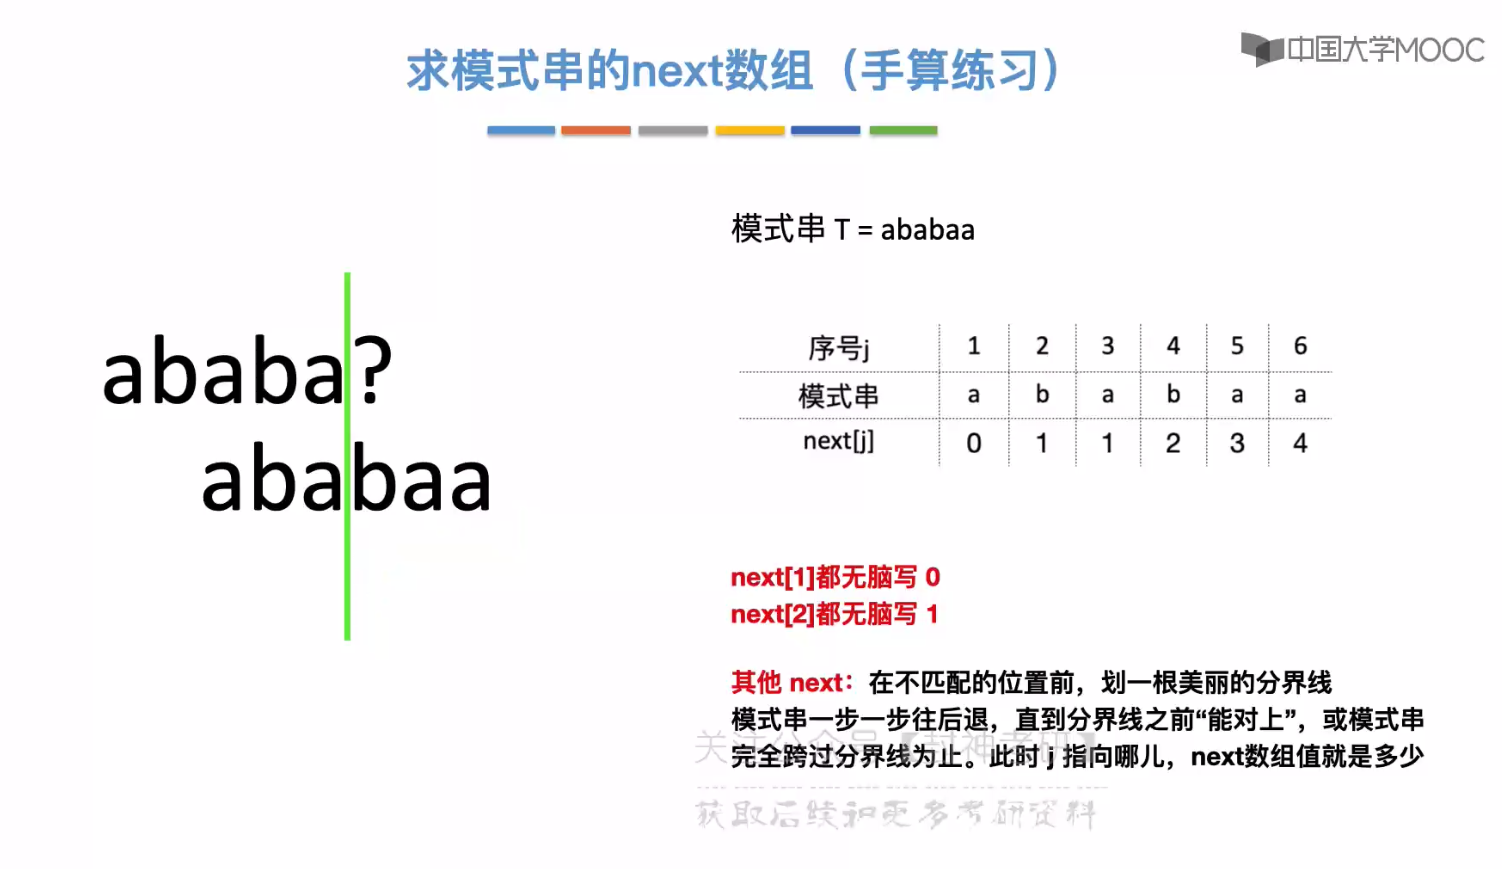 求模式串的next数组（手算练习）
中国大学MOOC
模式串 T = ababaa
ababa?
ababaa
序号j 1 2 3 4 5 6
模式串 a b a b a a
next[j] 0 1 1 2 3 4
next[1]都无脑写 0
next[2]都无脑写 1
其他 next：在不匹配的位置前，划一根美丽的分界线
模式串一步一步往后退，直到分界线之前“能对上”，或模式串
关注公众号【封神考研】
完全跨过分界线为止。此时 j 指向哪儿，next数组值就是多少
获取后续和更多考研资料